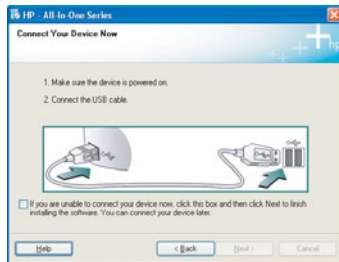 HP - All-In-One Series
Connect Your Device Now
hp
1. Make sure the device is powered on.
2. Connect the USB cable.
If you are unable to connect your device now, click this box and then click Next to finish
installing the software. You can connect your device later.
Help
< Back
Next >
Cancel